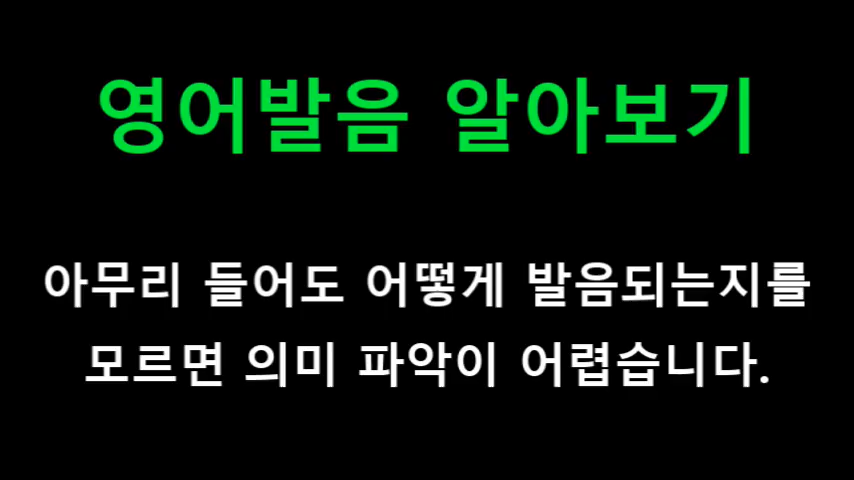 영어발음 알아보기
아무리 들어도 어떻게 발음되는지를
모르면 의미 파악이 어렵습니다.